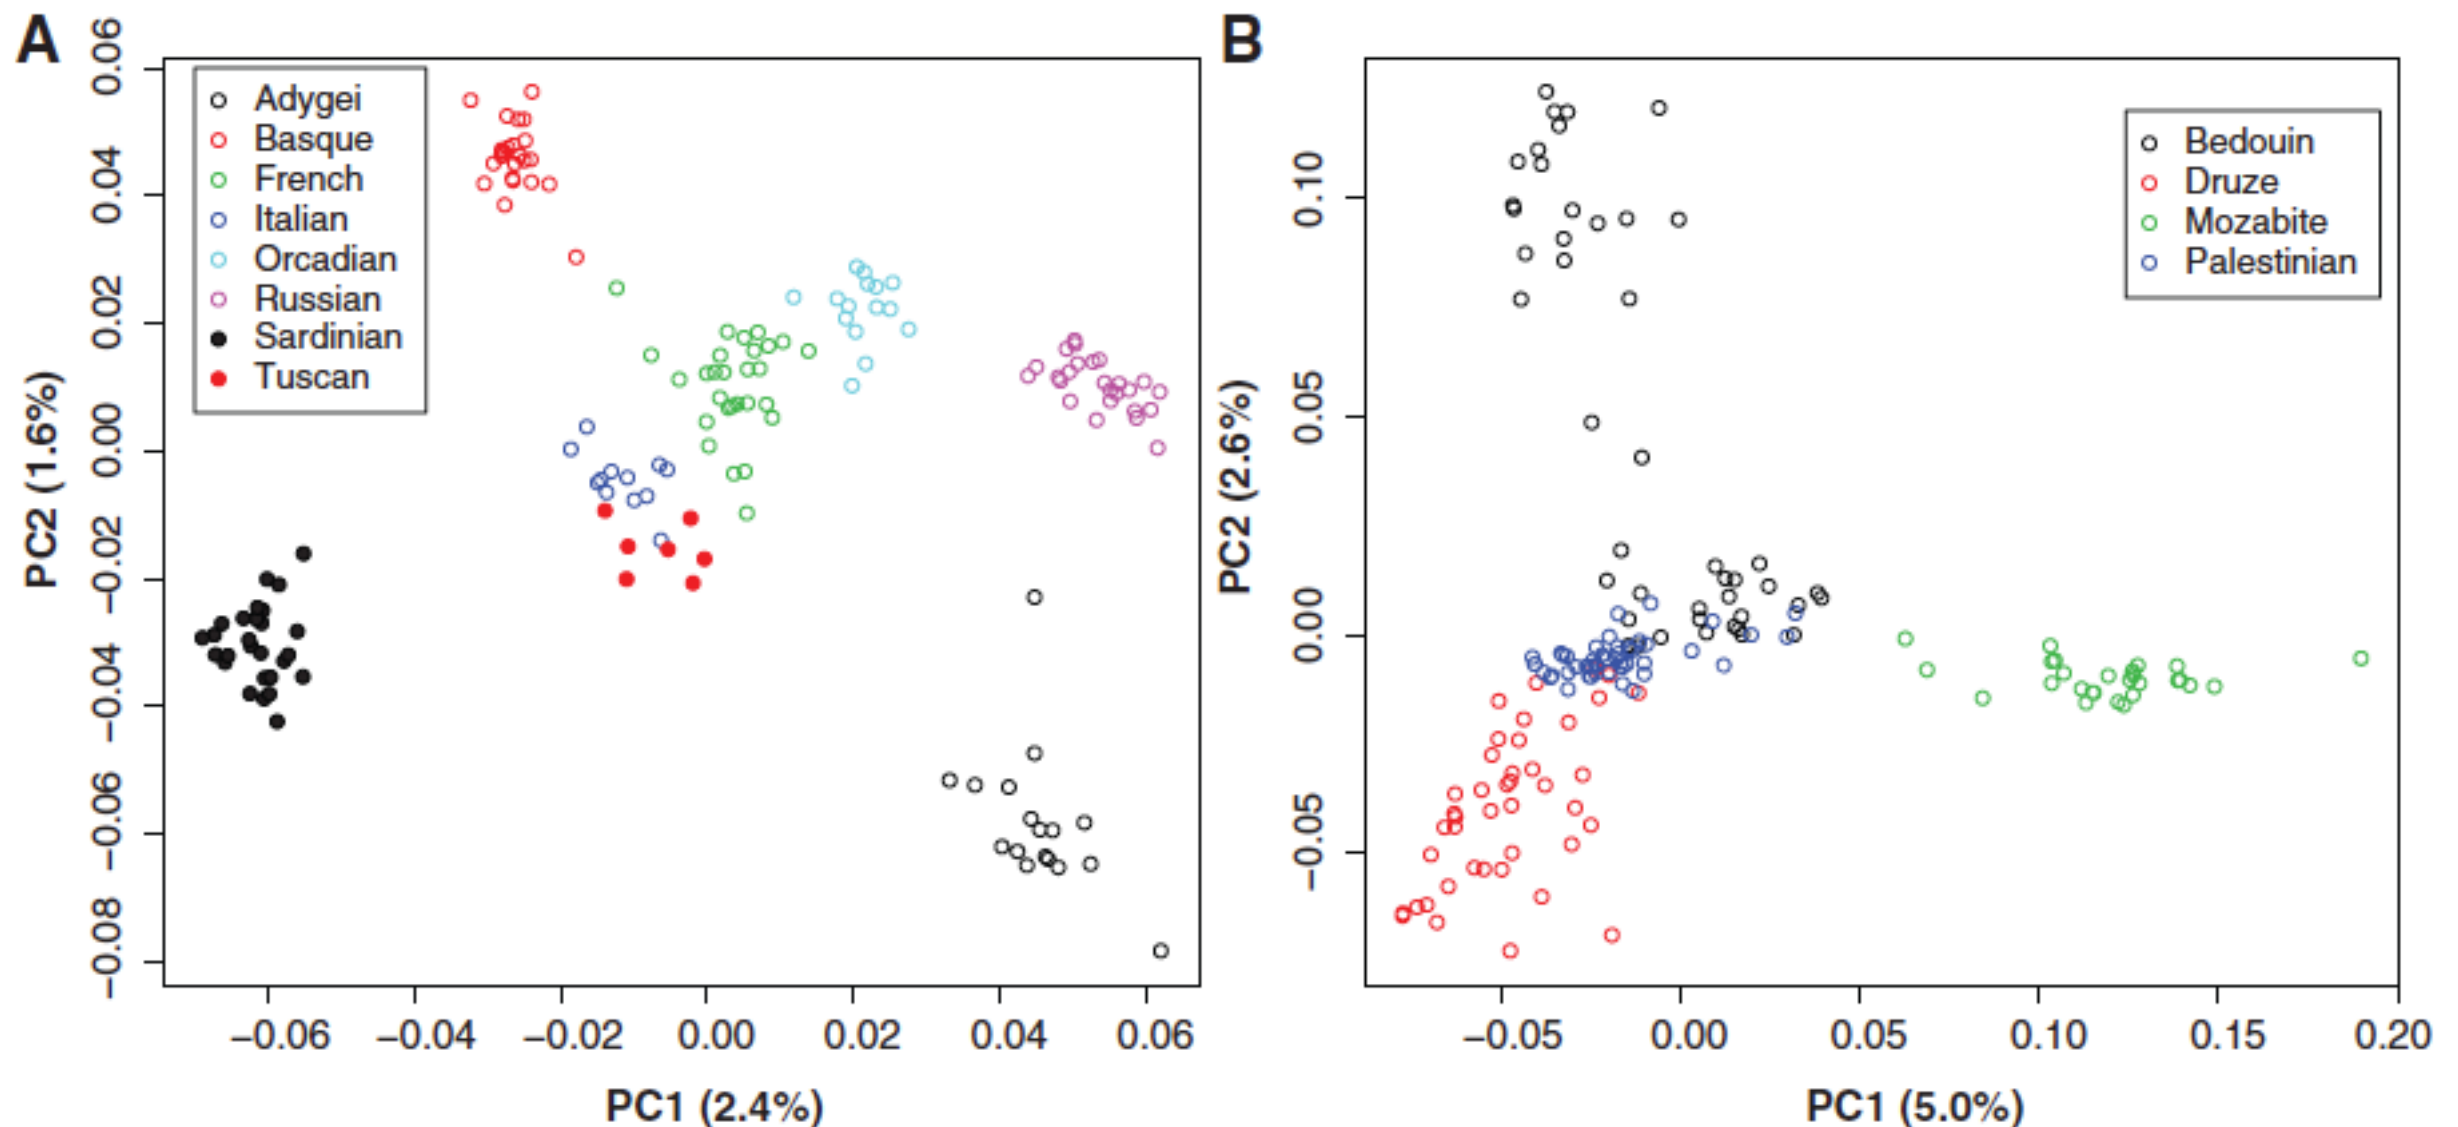 A
PC2 (1.6%)
0.06
0.04
0.02
0.00
−0.02
−0.04
−0.06
−0.08
Adygei
Basque
French
Italian
Orcadian
Russian
Sardinian
Tuscan
−0.06 −0.04 −0.02 0.00 0.02 0.04 0.06
PC1 (2.4%)
B
PC2 (2.6%)
0.10
0.05
0.00
−0.05
Bedouin
Druze
Mozabite
Palestinian
−0.05 0.00 0.05 0.10 0.15 0.20
PC1 (5.0%)